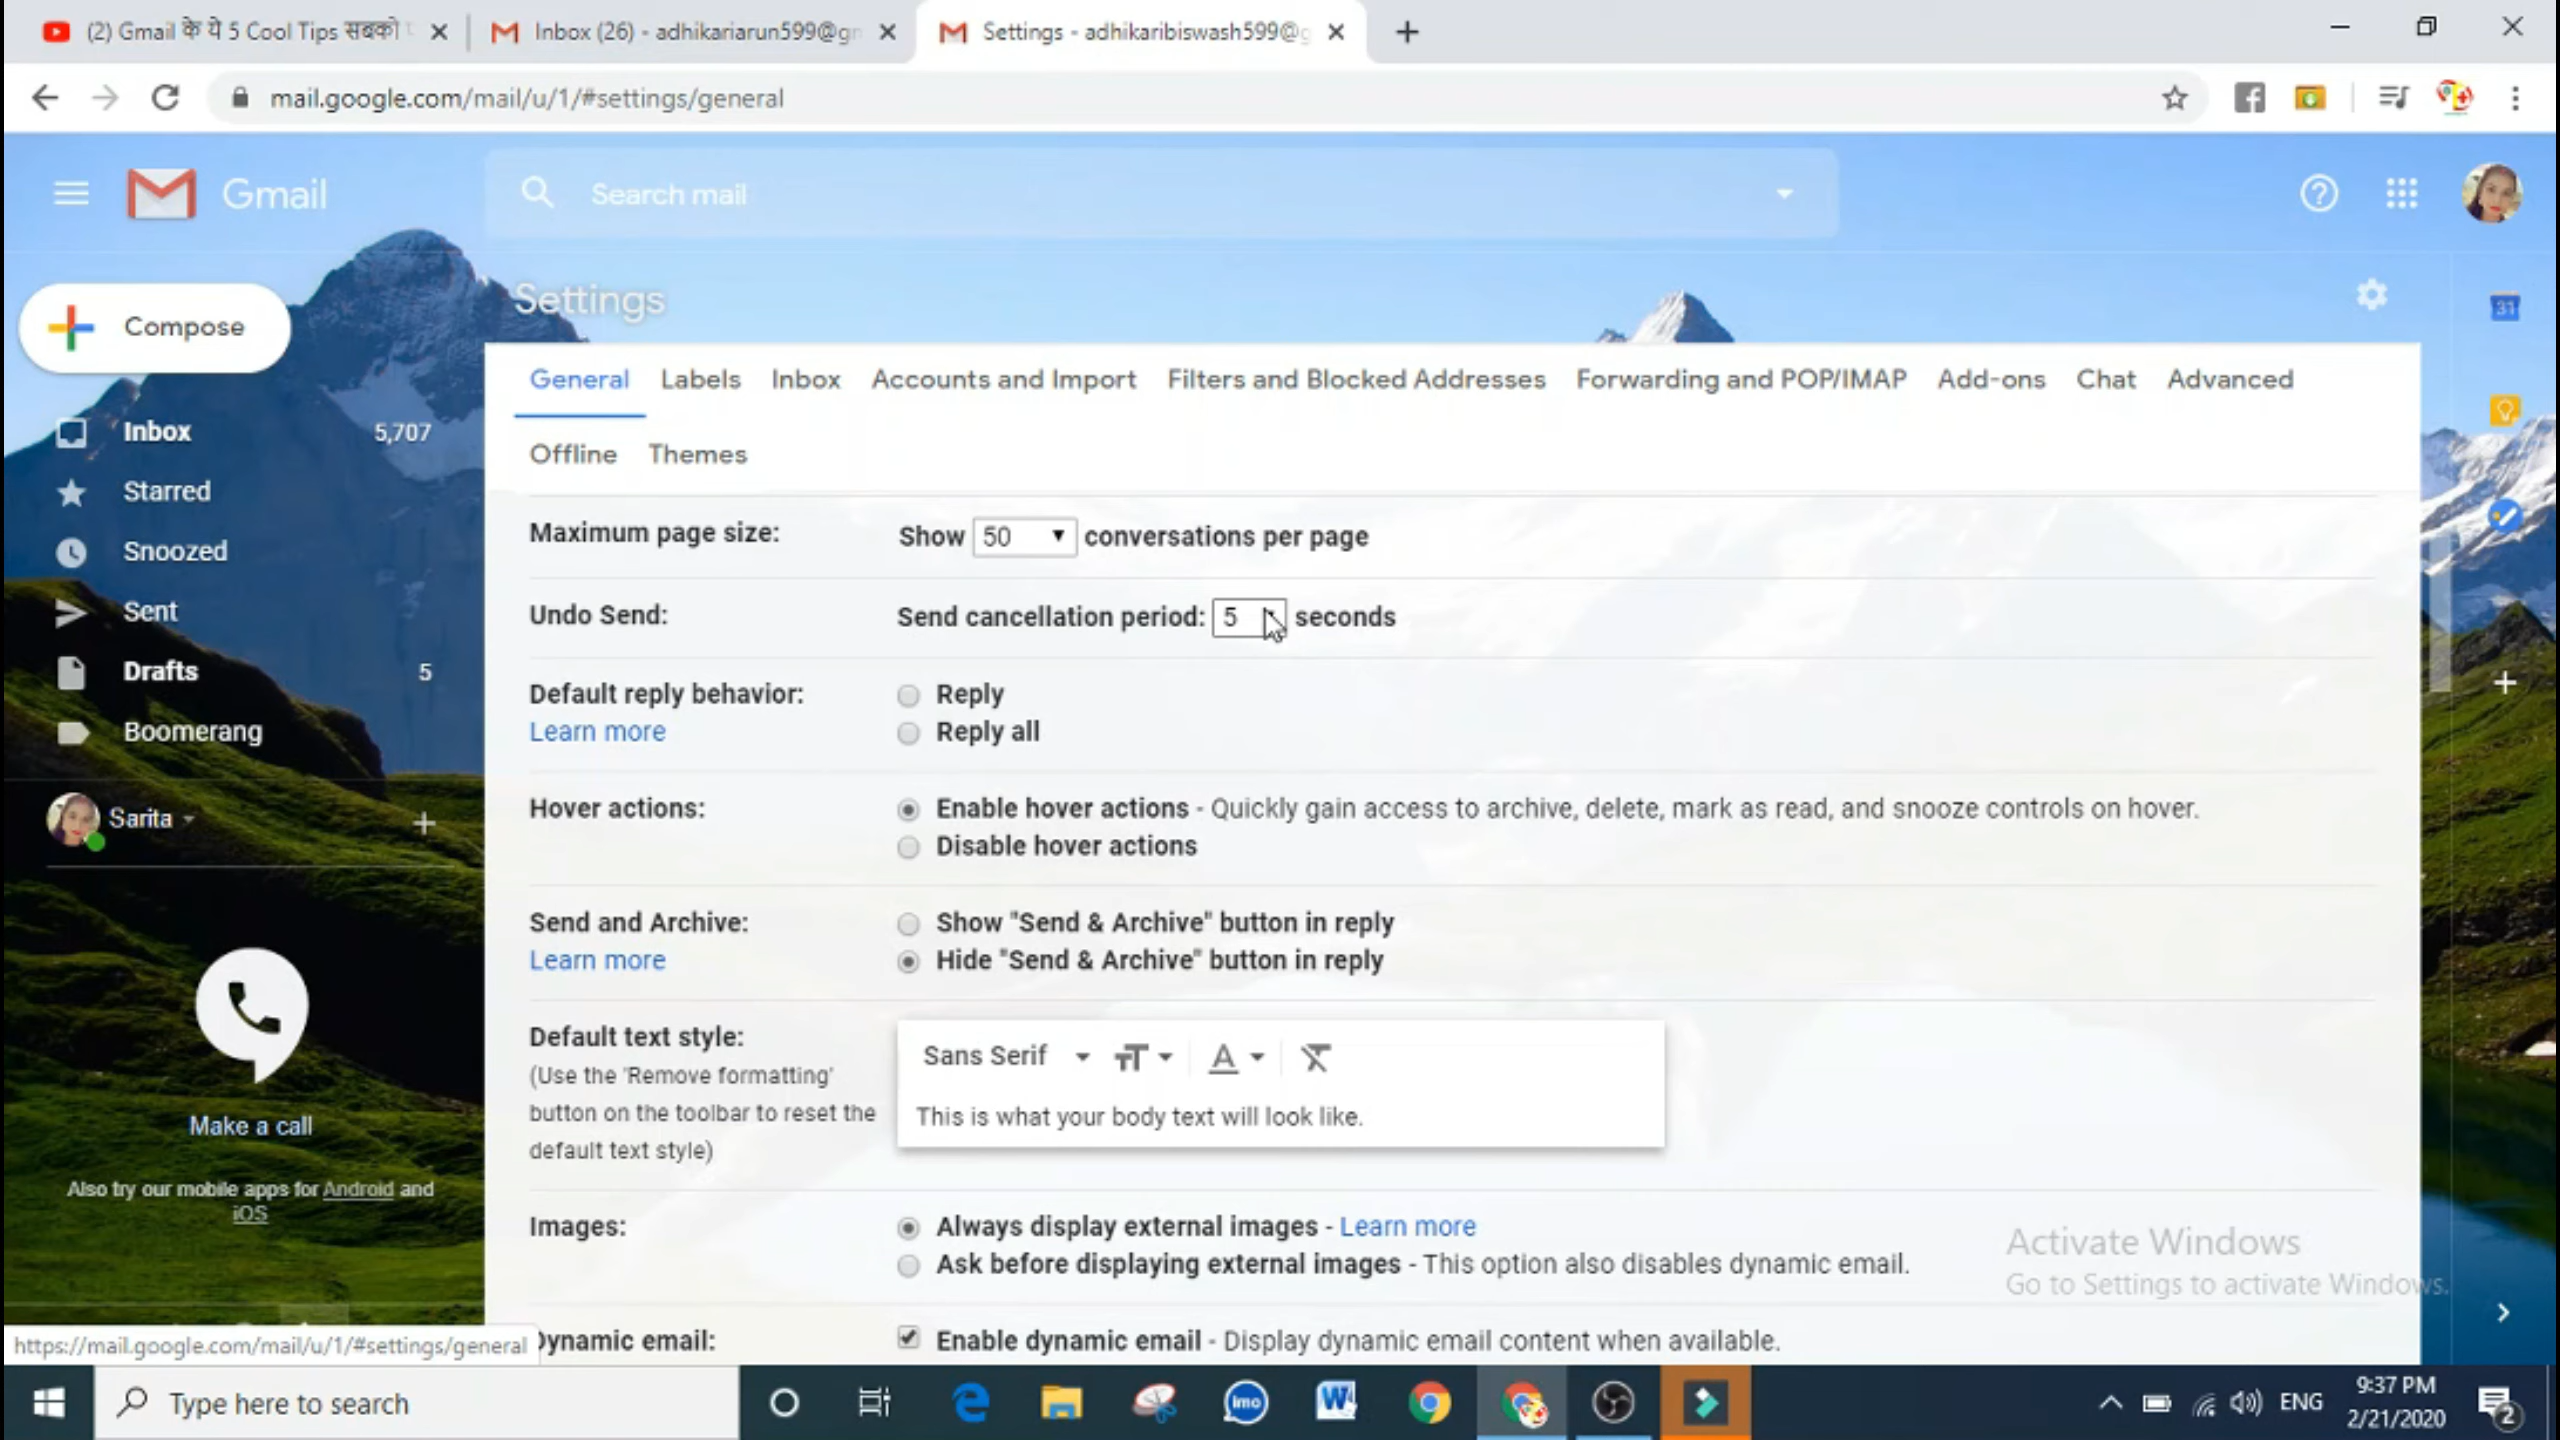 (2) Gmail के ये 5 Cool Tips सबको
Inbox (26) - adhikariarun599@gm
Settings - adhikaribiswash599@g
mail.google.com/mail/u/1/#settings/general
Gmail
Search mail
Settings
31
Compose
General Labels Inbox Accounts and Import Filters and Blocked Addresses Forwarding and POP/IMAP Add-ons Chat Advanced
Offline Themes
Inbox 5,707
Starred
Snoozed
Sent
Drafts 5
Boomerang
Sarita
Make a call
Also try our mobile apps for Android and
iOS
Maximum page size: Show 50 conversations per page
Undo Send: Send cancellation period: 5 seconds
Default reply behavior: Reply
Learn more Reply all
Hover actions: Enable hover actions - Quickly gain access to archive, delete, mark as read, and snooze controls on hover.
Disable hover actions
Send and Archive: Show "Send & Archive" button in reply
Learn more Hide "Send & Archive" button in reply
Default text style: Sans Serif
(Use the 'Remove formatting'
button on the toolbar to reset the
default text style)
This is what your body text will look like.
Images: Always display external images - Learn more
Ask before displaying external images - This option also disables dynamic email.
Activate Windows
Go to Settings to activate Windows.
Dynamic email: Enable dynamic email - Display dynamic email content when available.
https://mail.google.com/mail/u/1/#settings/general
Type here to search
imo
W
ENG
9:37 PM
2/21/2020
2